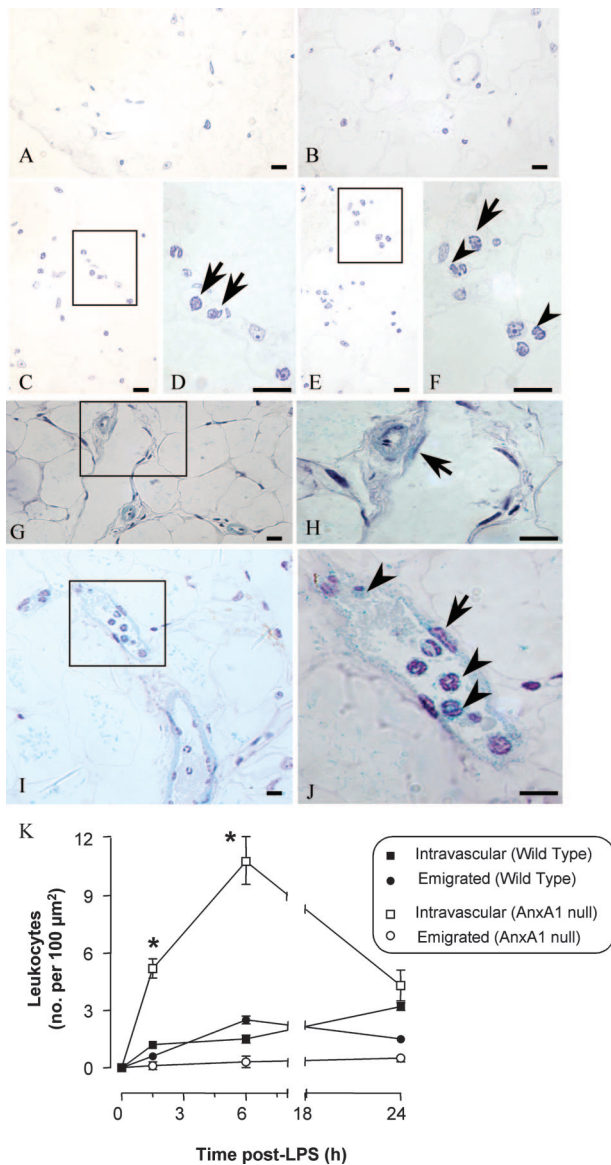 A
B
C
D
E
F
G
H
I
J
K
12
9
6
3
0
*
*
Leukocytes
(no. per 100 µm²)
0 3 6 18 24
Time post-LPS (h)
Intravascular (Wild Type)
Emigrated (Wild Type)
Intravascular (AnxA1 null)
Emigrated (AnxA1 null)